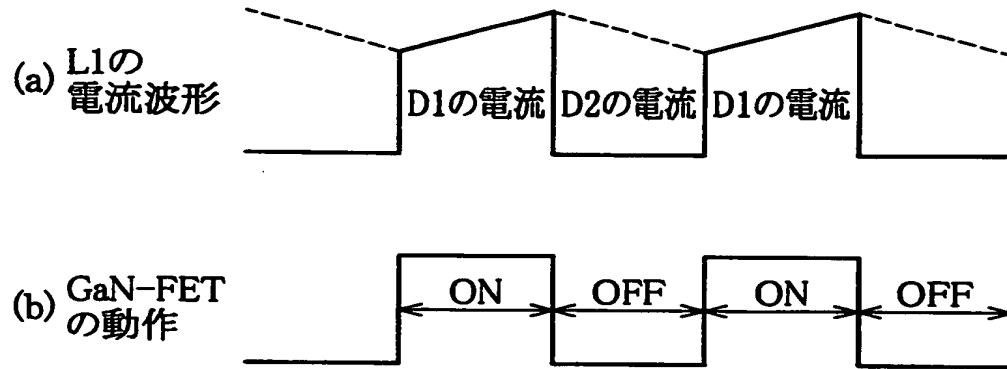 (a) L1の
電流波形
D1の電流 D2の電流 D1の電流
(b) GaN-FET
の動作
ON OFF ON OFF